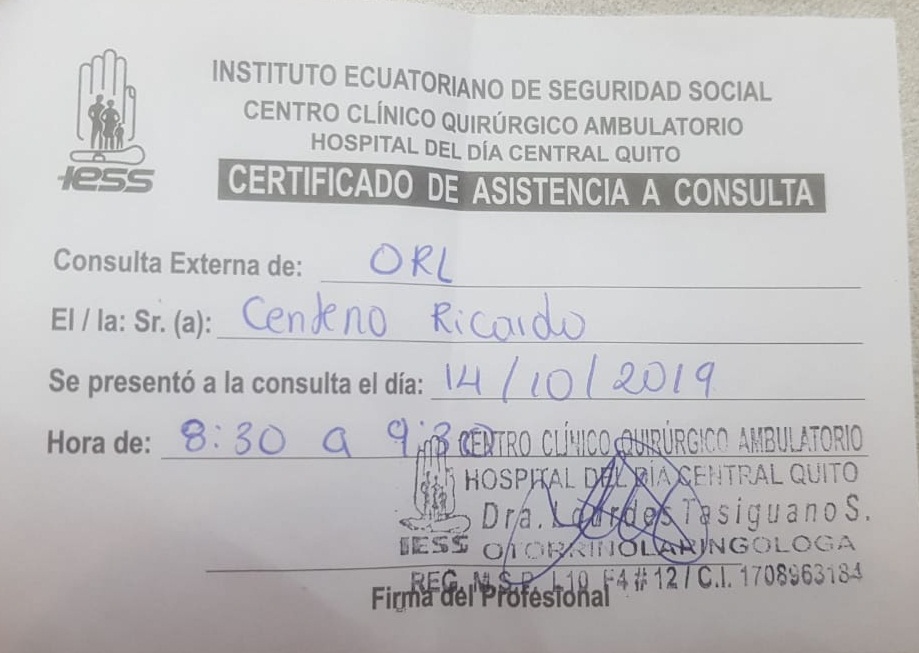 INSTITUTO ECUATORIANO DE SEGURIDAD SOCIAL
CENTRO CLÍNICO QUIRÚRGICO AMBULATORIO
HOSPITAL DEL DÍA CENTRAL QUITO
IESS
CERTIFICADO DE ASISTENCIA A CONSULTA
Consulta Externa de: ORL
El / la: Sr. (a): Centeno Ricardo
Se presentó a la consulta el día: 14/10/2019
Hora de: 8:30 a 9:30
CENTRO CLÍNICO QUIRÚRGICO AMBULATORIO
HOSPITAL DEL DÍA CENTRAL QUITO
Dra. Lourdes Tasiguano S.
IESS OTORRINOLARINGOLOGA
REG. M.S.P. L10 F4 # 12 / C.I. 1708963184
Firma del Profesional